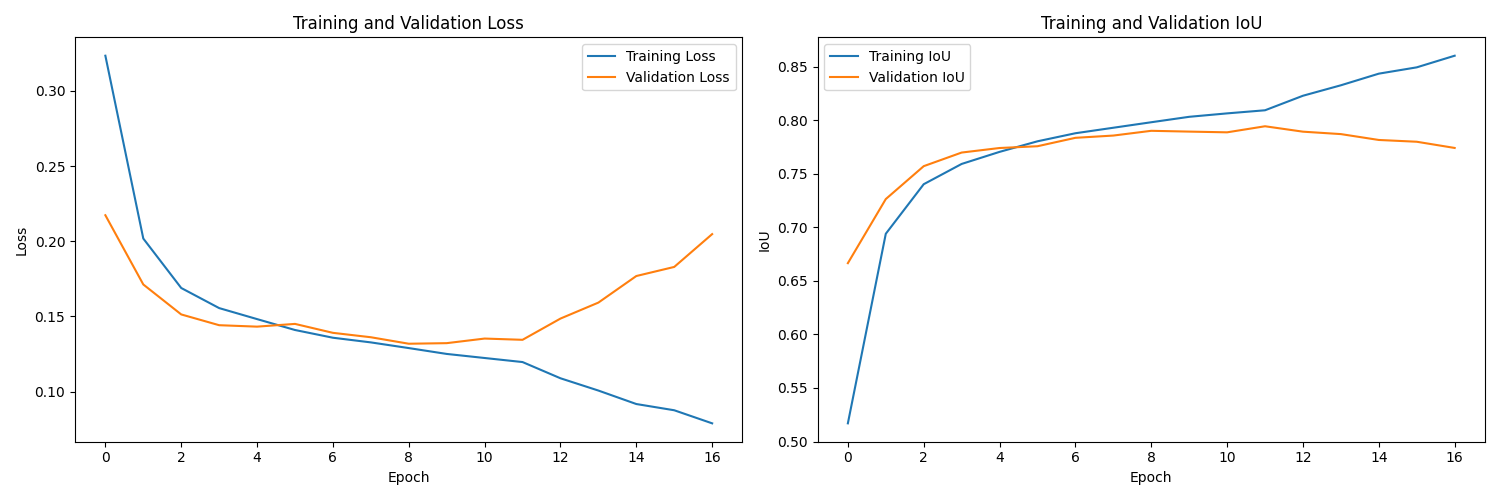 Training and Validation Loss
Training Loss
Validation Loss
0.30
0.25
0.20
0.15
0.10
Loss
0 2 4 6 8 10 12 14 16
Epoch
Training and Validation IoU
Training IoU
Validation IoU
0.85
0.80
0.75
0.70
0.65
0.60
0.55
0.50
IoU
0 2 4 6 8 10 12 14 16
Epoch